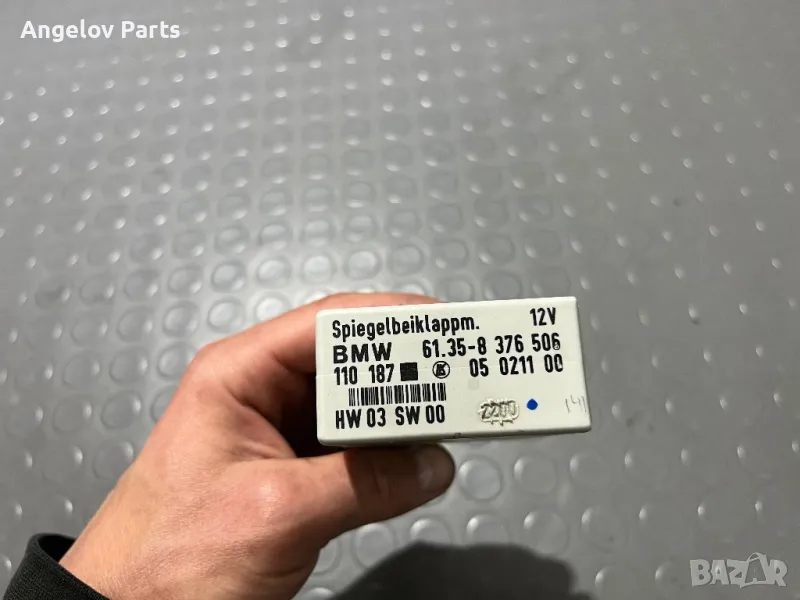 Angelov Parts
Spiegelbeiklappm. 12V
BMW 61.35-8 376 506
110 187 05 0211 00
HW 03 SW 00
BAZAR